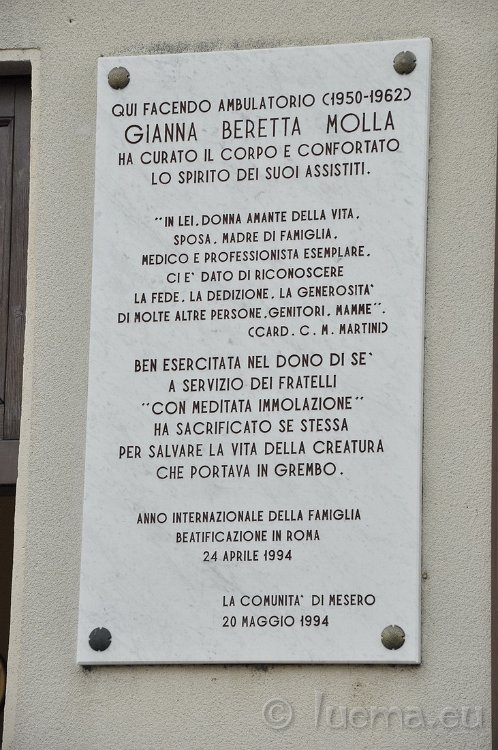 QUI FACENDO AMBULATORIO (1950-1962)
GIANNA BERETTA MOLLA
HA CURATO IL CORPO E CONFORTATO
LO SPIRITO DEI SUOI ASSISTITI.
"IN LEI, DONNA AMANTE DELLA VITA,
SPOSA, MADRE DI FAMIGLIA,
MEDICO E PROFESSIONISTA ESEMPLARE,
CI E' DATO DI RICONOSCERE
LA FEDE, LA DEDIZIONE, LA GENEROSITA'
DI MOLTE ALTRE PERSONE, GENITORI, MAMME".
(CARD. C. M. MARTINI)
BEN ESERCITATA NEL DONO DI SE'
A SERVIZIO DEI FRATELLI
"CON MEDITATA IMMOLAZIONE"
HA SACRIFICATO SE STESSA
PER SALVARE LA VITA DELLA CREATURA
CHE PORTAVA IN GREMBO.
ANNO INTERNAZIONALE DELLA FAMIGLIA
BEATIFICAZIONE IN ROMA
24 APRILE 1994
LA COMUNITA' DI MESERO
20 MAGGIO 1994
© luema.eu